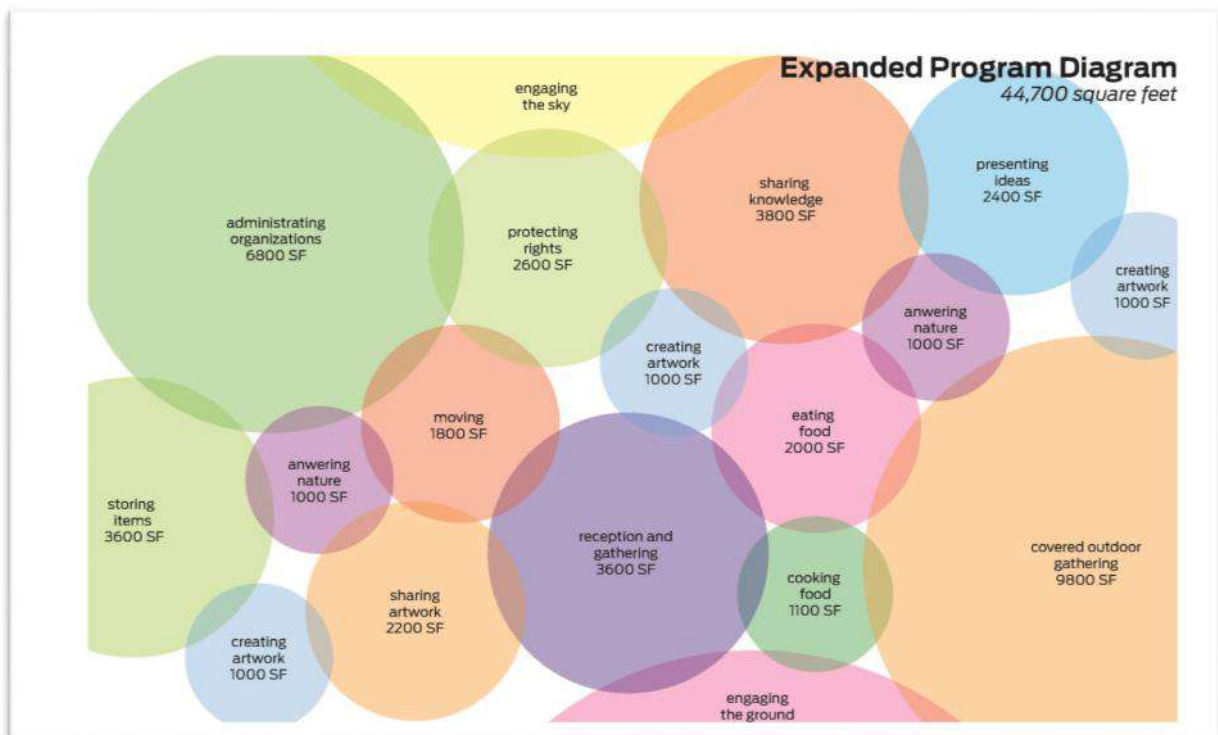 Expanded Program Diagram
44,700 square feet
engaging
the sky
administrating
organizations
6800 SF
protecting
rights
2600 SF
sharing
knowledge
3800 SF
presenting
ideas
2400 SF
creating
artwork
1000 SF
anwering
nature
1000 SF
creating
artwork
1000 SF
moving
1800 SF
eating
food
2000 SF
anwering
nature
1000 SF
storing
items
3600 SF
reception and
gathering
3600 SF
covered outdoor
gathering
9800 SF
cooking
food
1100 SF
sharing
artwork
2200 SF
creating
artwork
1000 SF
engaging
the ground